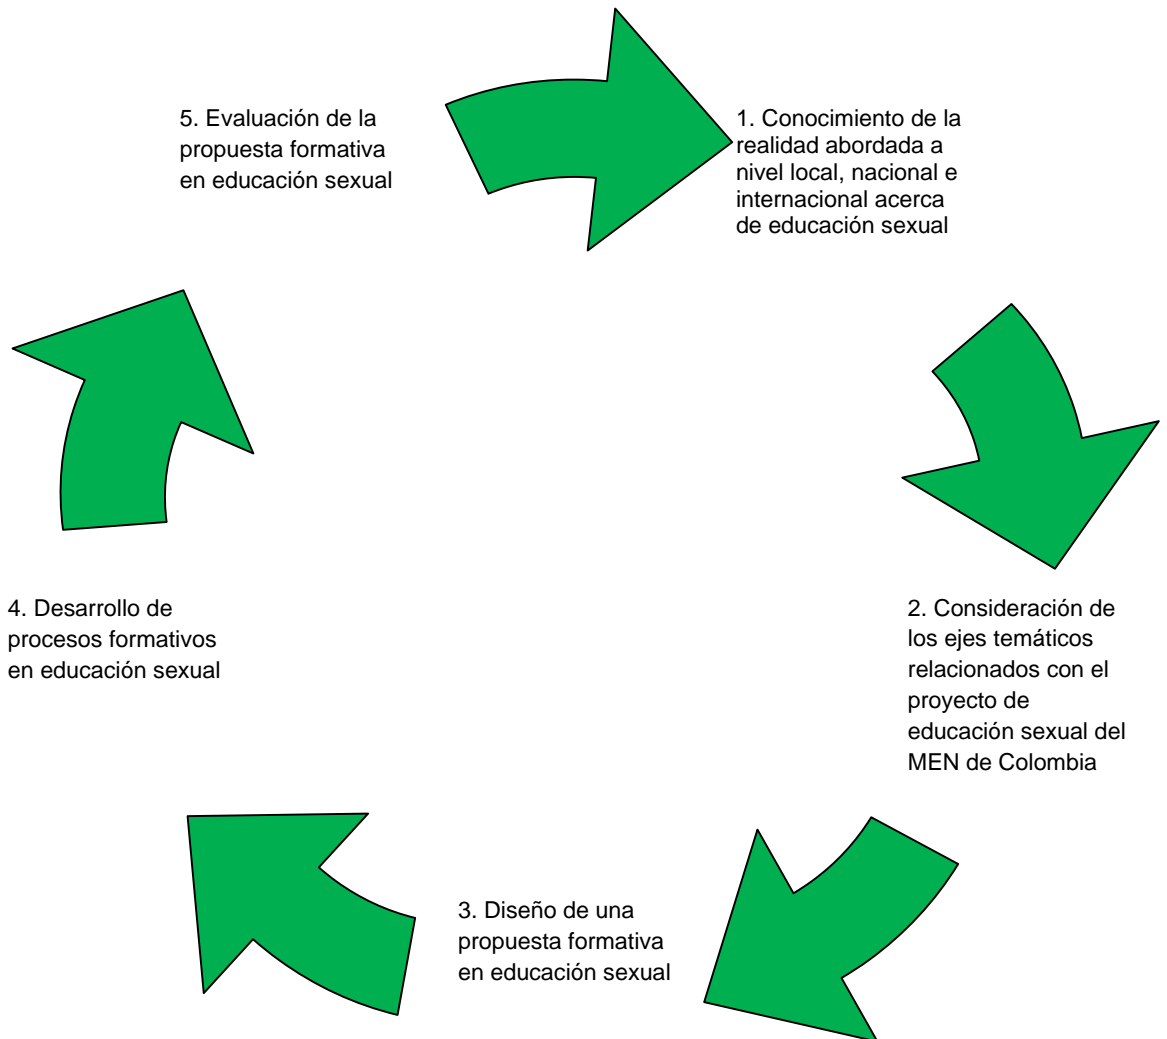 1. Conocimiento de la
realidad abordada a
nivel local, nacional e
internacional acerca
de educación sexual
2. Consideración de
los ejes temáticos
relacionados con el
proyecto de
educación sexual del
MEN de Colombia
3. Diseño de una
propuesta formativa
en educación sexual
4. Desarrollo de
procesos formativos
en educación sexual
5. Evaluación de la
propuesta formativa
en educación sexual